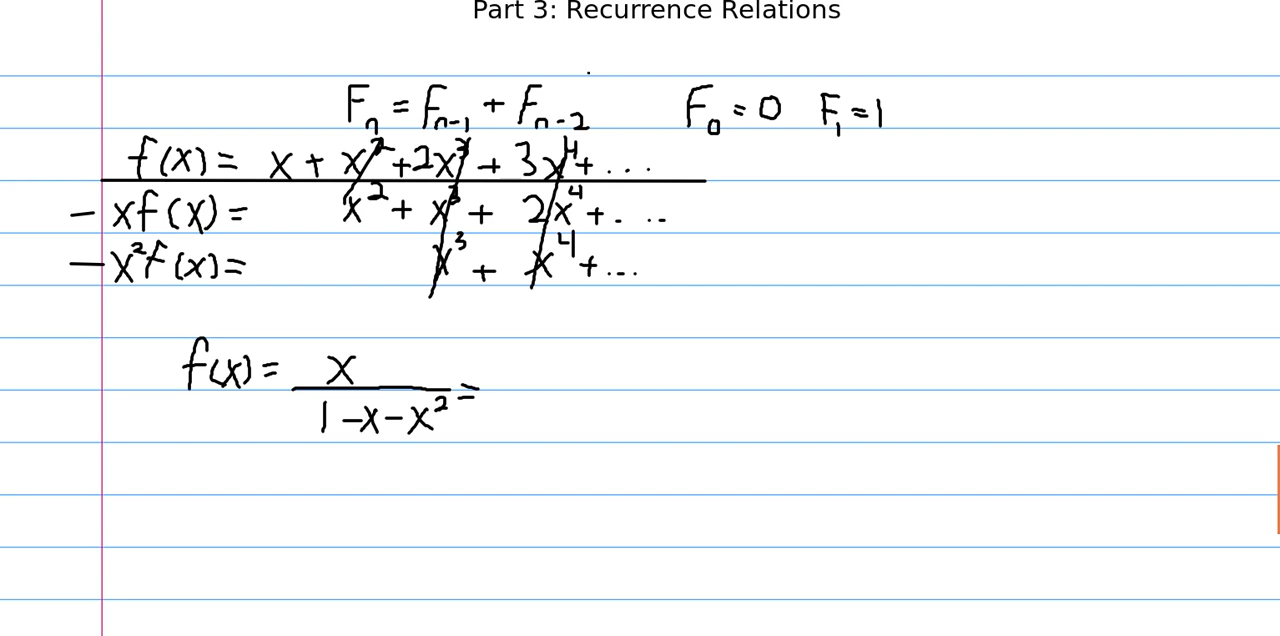 Part 3: Recurrence Relations
Fₙ = Fₙ₋₁ + Fₙ₋₂ F₀ = 0 F₁ = 1
f(x) = x + x² + 2x³ + 3x⁴ + ...
- xf(x) = x² + x³ + 2x⁴ + ...
- x²f(x) = x³ + x⁴ + ...
f(x) = x / (1 - x - x²) =